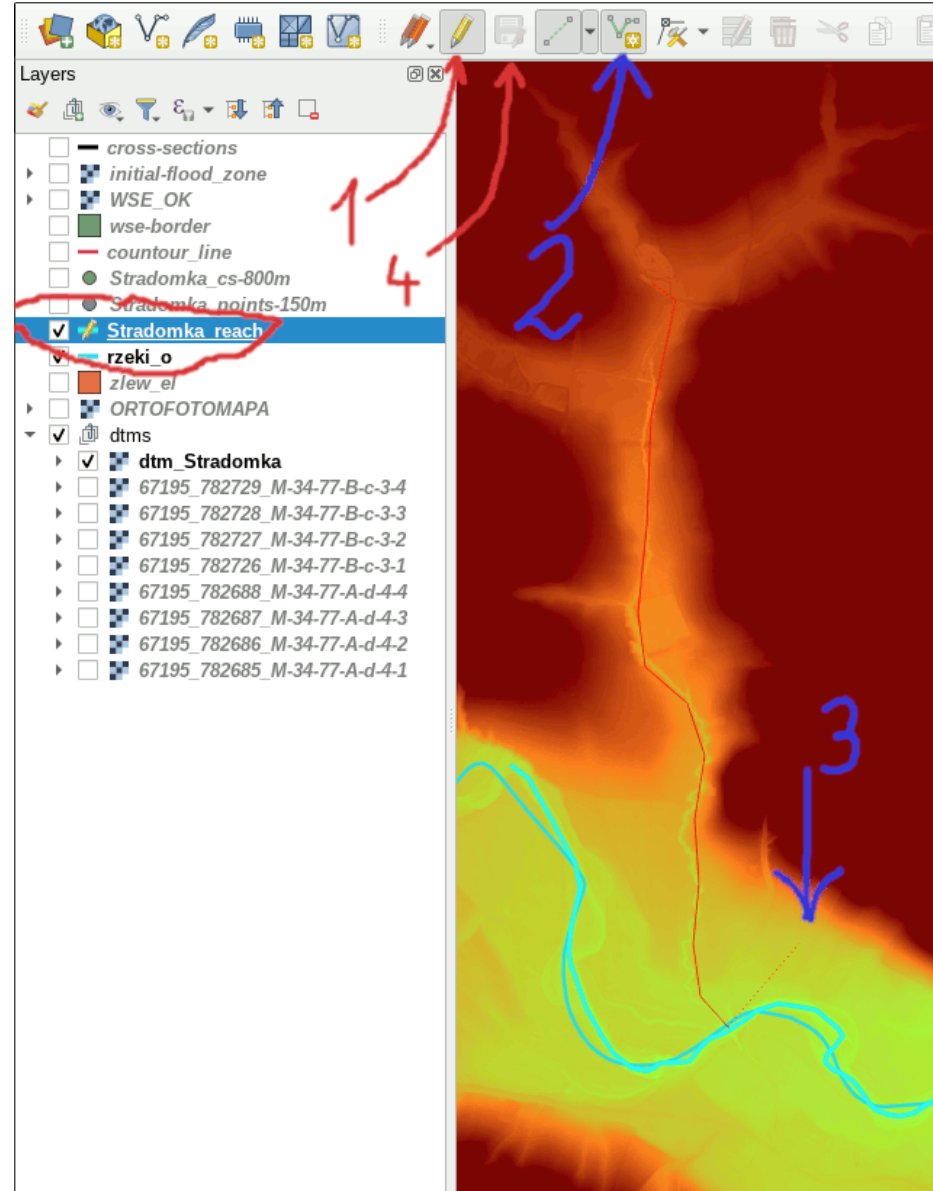 Layers
1
4
2
cross-sections
initial-flood_zone
WSE_OK
wse-border
countour_line
Stradomka_cs-800m
Stradomka_points-150m
Stradomka_reach
rzeki_o
zlew_el
ORTOFOTOMAPA
dtms
dtm_Stradomka
67195_782729_M-34-77-B-c-3-4
67195_782728_M-34-77-B-c-3-3
67195_782727_M-34-77-B-c-3-2
67195_782726_M-34-77-B-c-3-1
67195_782688_M-34-77-A-d-4-4
67195_782687_M-34-77-A-d-4-3
67195_782686_M-34-77-A-d-4-2
67195_782685_M-34-77-A-d-4-1
3